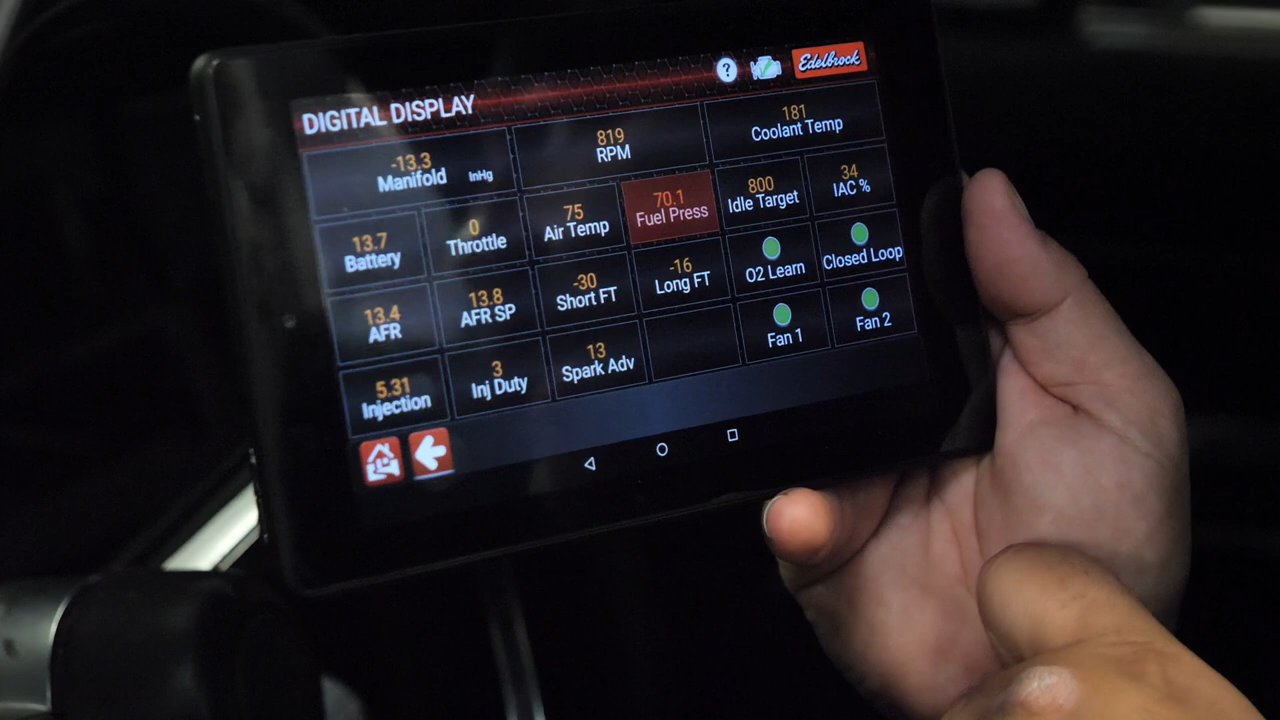 ?
Edelbrock
DIGITAL DISPLAY
-13.3
Manifold InHg
819
RPM
181
Coolant Temp
13.7
Battery
0
Throttle
75
Air Temp
70.1
Fuel Press
800
Idle Target
34
IAC %
13.4
AFR
13.8
AFR SP
-30
Short FT
-16
Long FT
O2 Learn
Closed Loop
5.31
Injection
3
Inj Duty
13
Spark Adv
Fan 1
Fan 2